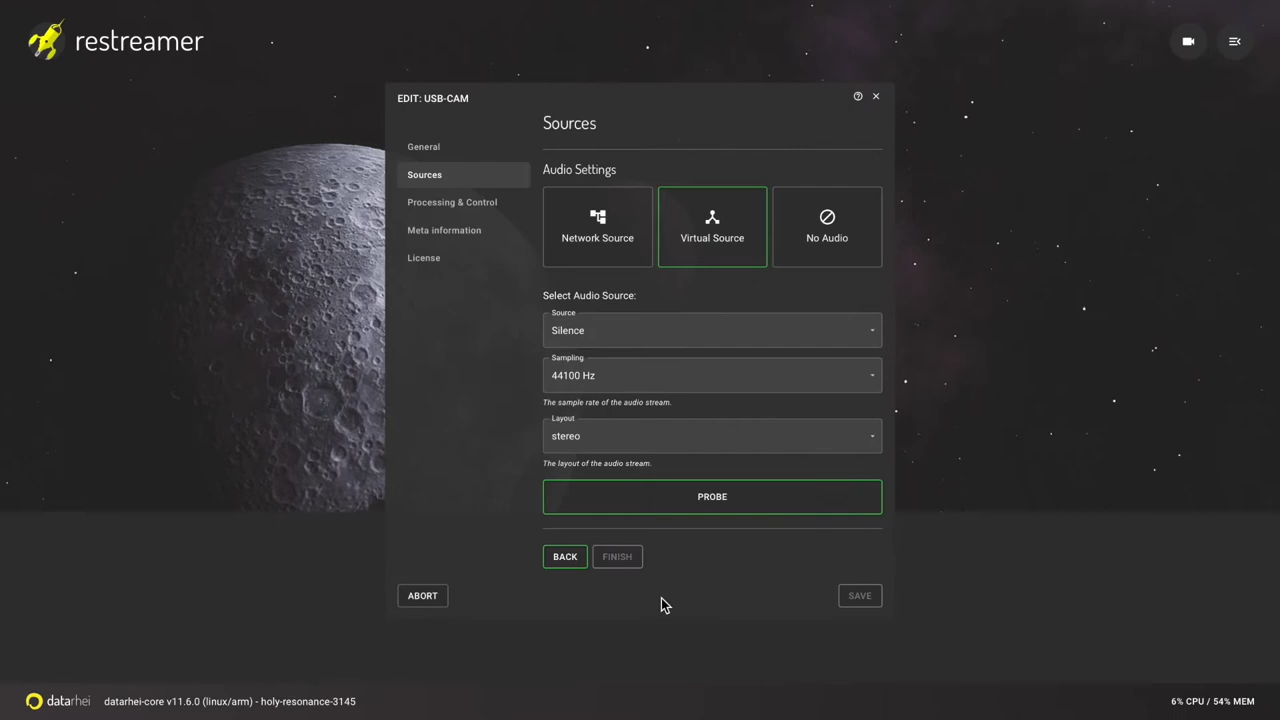 restreamer
EDIT: USB-CAM
General
Sources
Processing & Control
Meta information
License
Sources
Audio Settings
Network Source
Virtual Source
No Audio
Select Audio Source:
Source
Silence
Sampling
44100 Hz
The sample rate of the audio stream.
Layout
stereo
The layout of the audio stream.
PROBE
BACK
FINISH
ABORT
SAVE
datarhei
datarhei-core v11.6.0 (linux/arm) - holy-resonance-3145
6% CPU / 54% MEM